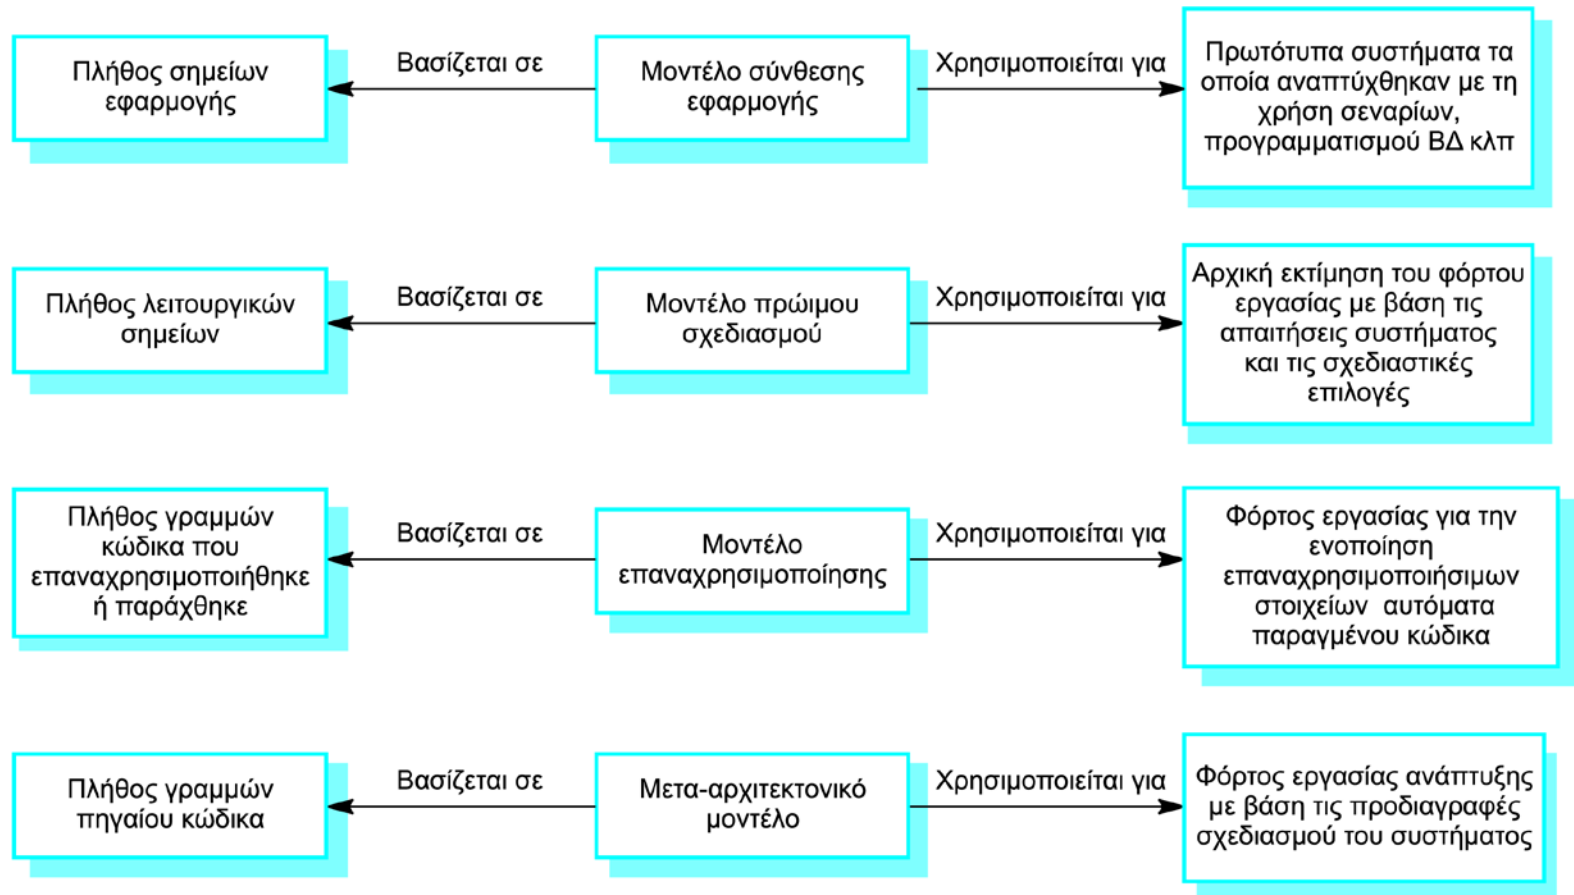 Πλήθος σημείων
εφαρμογής
Βασίζεται σε
Μοντέλο σύνθεσης
εφαρμογής
Χρησιμοποιείται για
Πρωτότυπα συστήματα τα
οποία αναπτύχθηκαν με τη
χρήση σεναρίων,
προγραμματισμού ΒΔ κλπ
Πλήθος λειτουργικών
σημείων
Βασίζεται σε
Μοντέλο πρώιμου
σχεδιασμού
Χρησιμοποιείται για
Αρχική εκτίμηση του φόρτου
εργασίας με βάση τις
απαιτήσεις συστήματος
και τις σχεδιαστικές
επιλογές
Πλήθος γραμμών
κώδικα που
επαναχρησιμοποιήθηκε
ή παράχθηκε
Βασίζεται σε
Μοντέλο
επαναχρησιμοποίησης
Χρησιμοποιείται για
Φόρτος εργασίας για την
ενοποίηση
επαναχρησιμοποιήσιμων
στοιχείων αυτόματα
παραγμένου κώδικα
Πλήθος γραμμών
πηγαίου κώδικα
Βασίζεται σε
Μετα-αρχιτεκτονικό
μοντέλο
Χρησιμοποιείται για
Φόρτος εργασίας ανάπτυξης
με βάση τις προδιαγραφές
σχεδιασμού του συστήματος